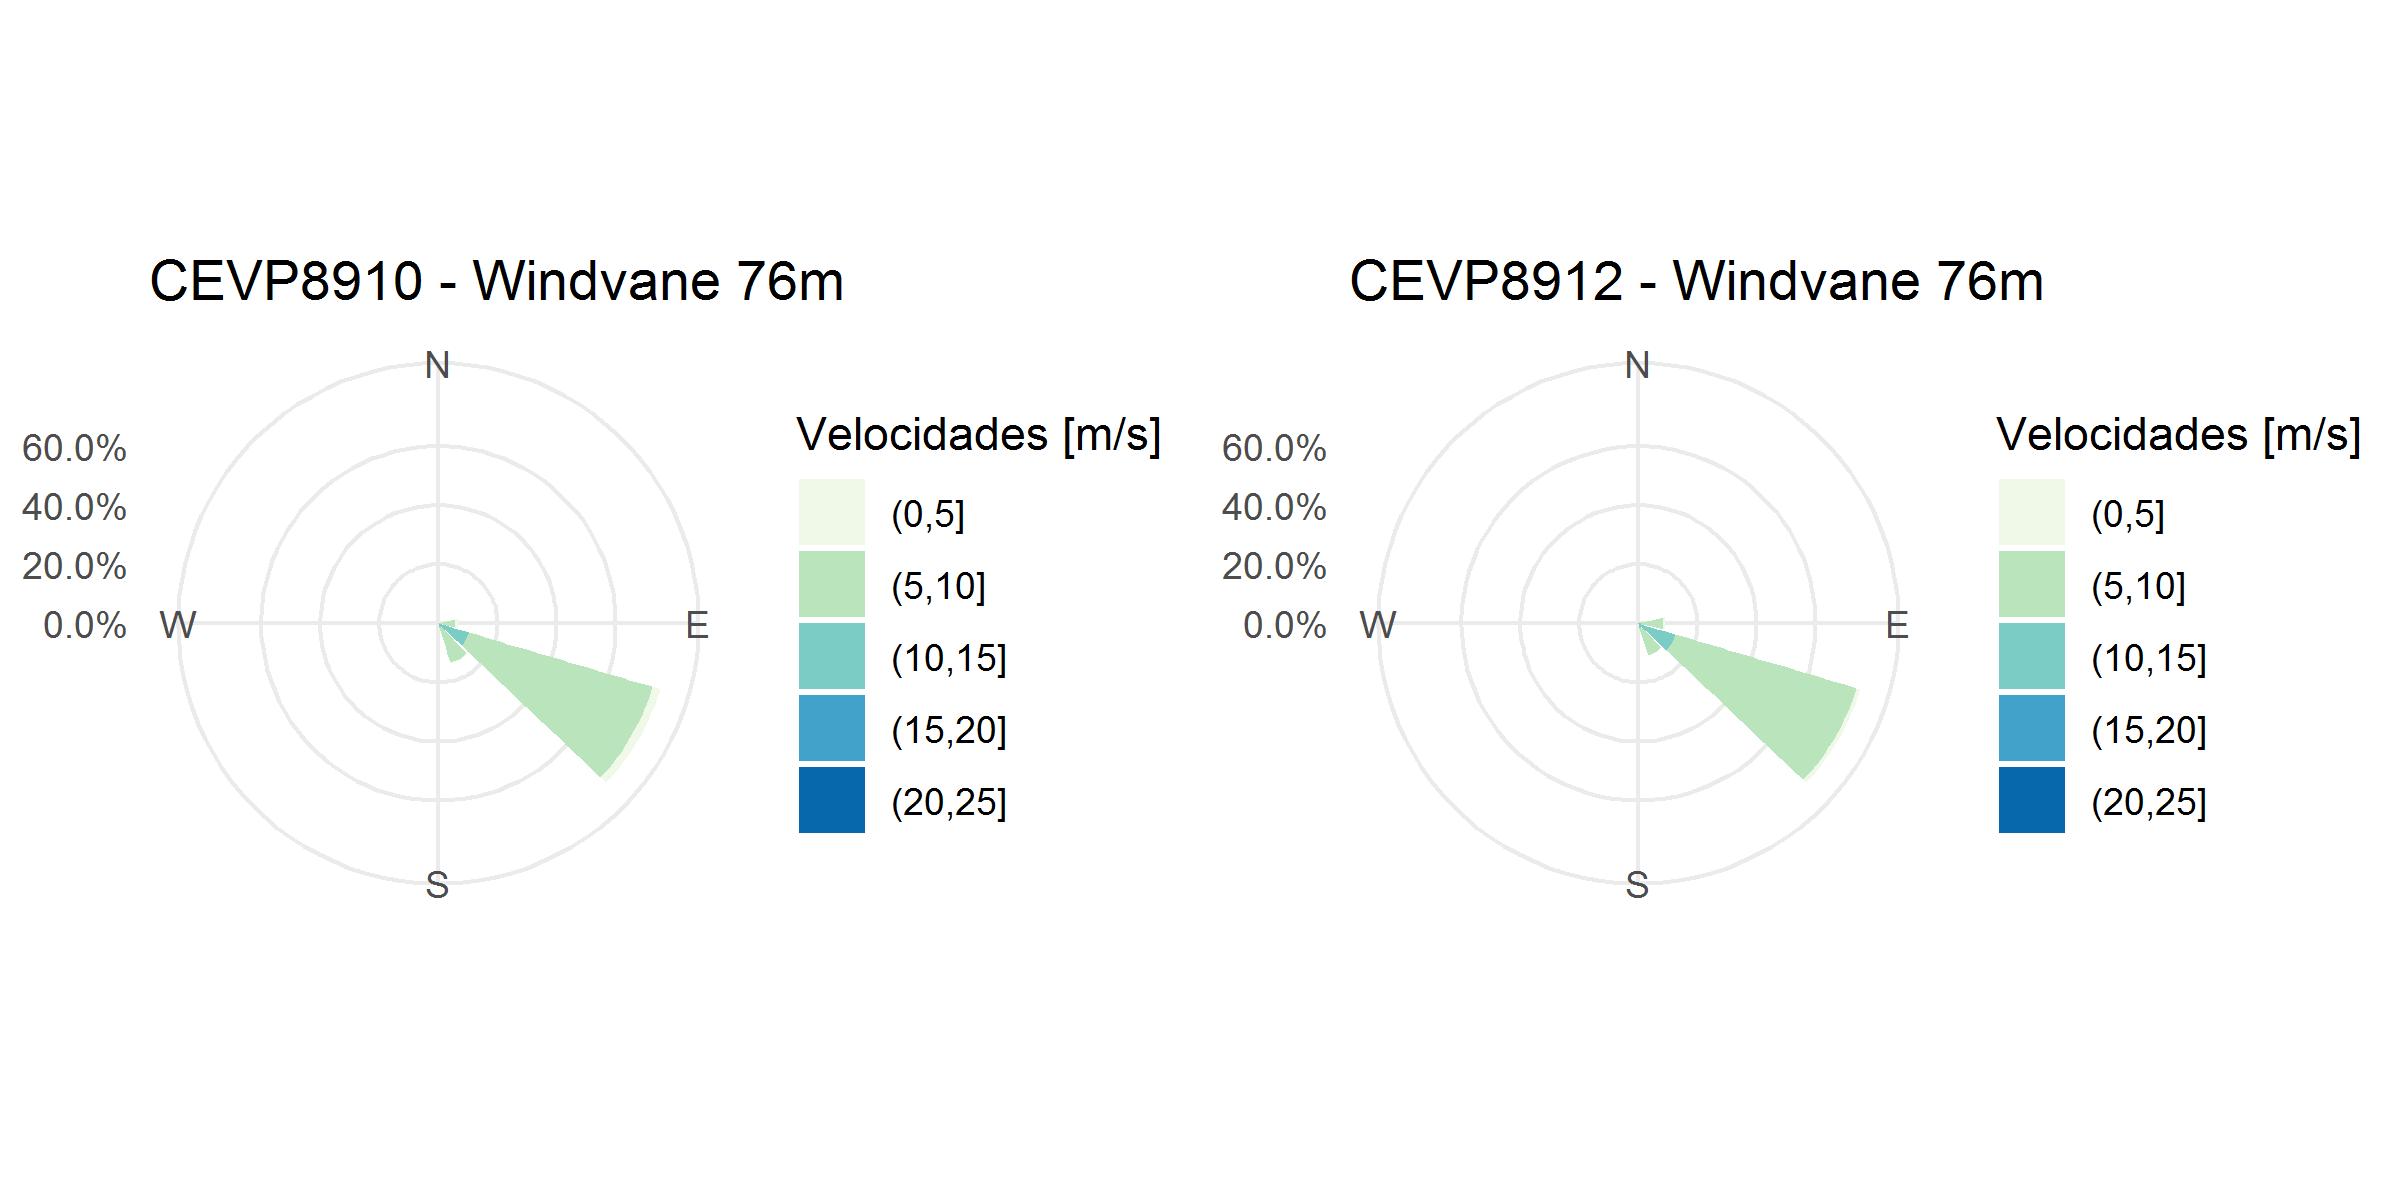 CEVP8910 - Windvane 76m
N
60.0%
40.0%
20.0%
0.0%
W
E
S
Velocidades [m/s]
(0,5]
(5,10]
(10,15]
(15,20]
(20,25]
CEVP8912 - Windvane 76m
N
60.0%
40.0%
20.0%
0.0%
W
E
S
Velocidades [m/s]
(0,5]
(5,10]
(10,15]
(15,20]
(20,25]